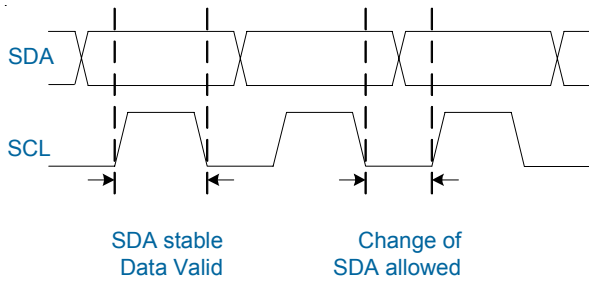 SDA
SCL
SDA stable
Data Valid
Change of
SDA allowed